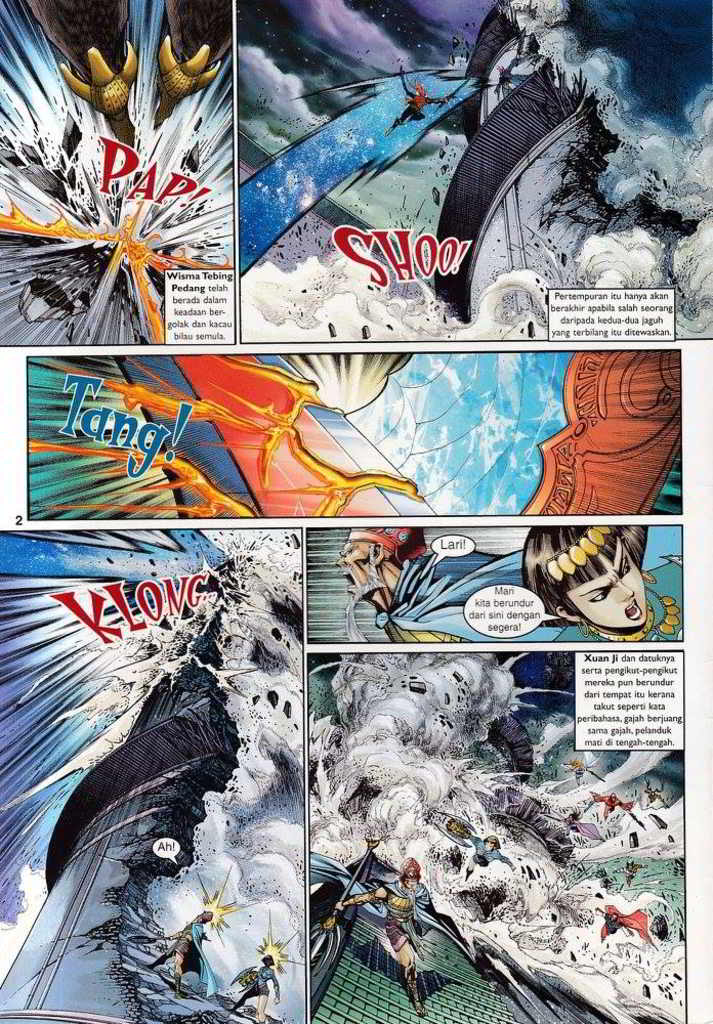 PAP!
Wisma Tebing
Pedang telah
berada dalam
keadaan ber-
golak dan kacau
bilau semula.
SHOO!
Pertempuran itu hanya akan
berakhir apabila salah seorang
daripada kedua-dua jaguh
yang terbilang itu ditewaskan.
Tang!
2
KLONG...
Ah!
Lari!
Mari
kita berundur
dari sini dengan
segera!
Xuan Ji dan datuknya
serta pengikut-pengikut
mereka pun berundur
dari tempat itu kerana
takut seperti kata
peribahasa, gajah berjuang
sama gajah, pelanduk
mati di tengah-tengah.